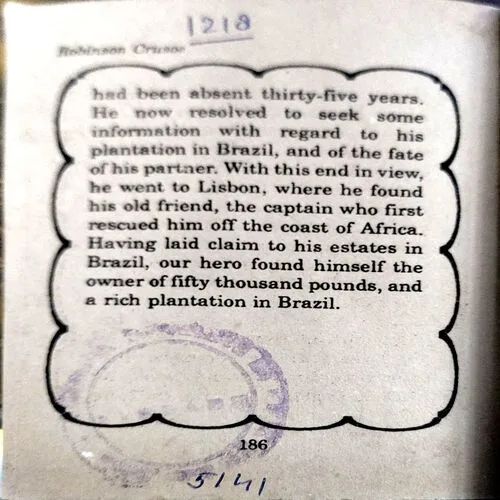 1218
Robinson Crusoe
had been absent thirty-five years.
He now resolved to seek some
information with regard to his
plantation in Brazil, and of the fate
of his partner. With this end in view,
he went to Lisbon, where he found
his old friend, the captain who first
rescued him off the coast of Africa.
Having laid claim to his estates in
Brazil, our hero found himself the
owner of fifty thousand pounds, and
a rich plantation in Brazil.
186
5141